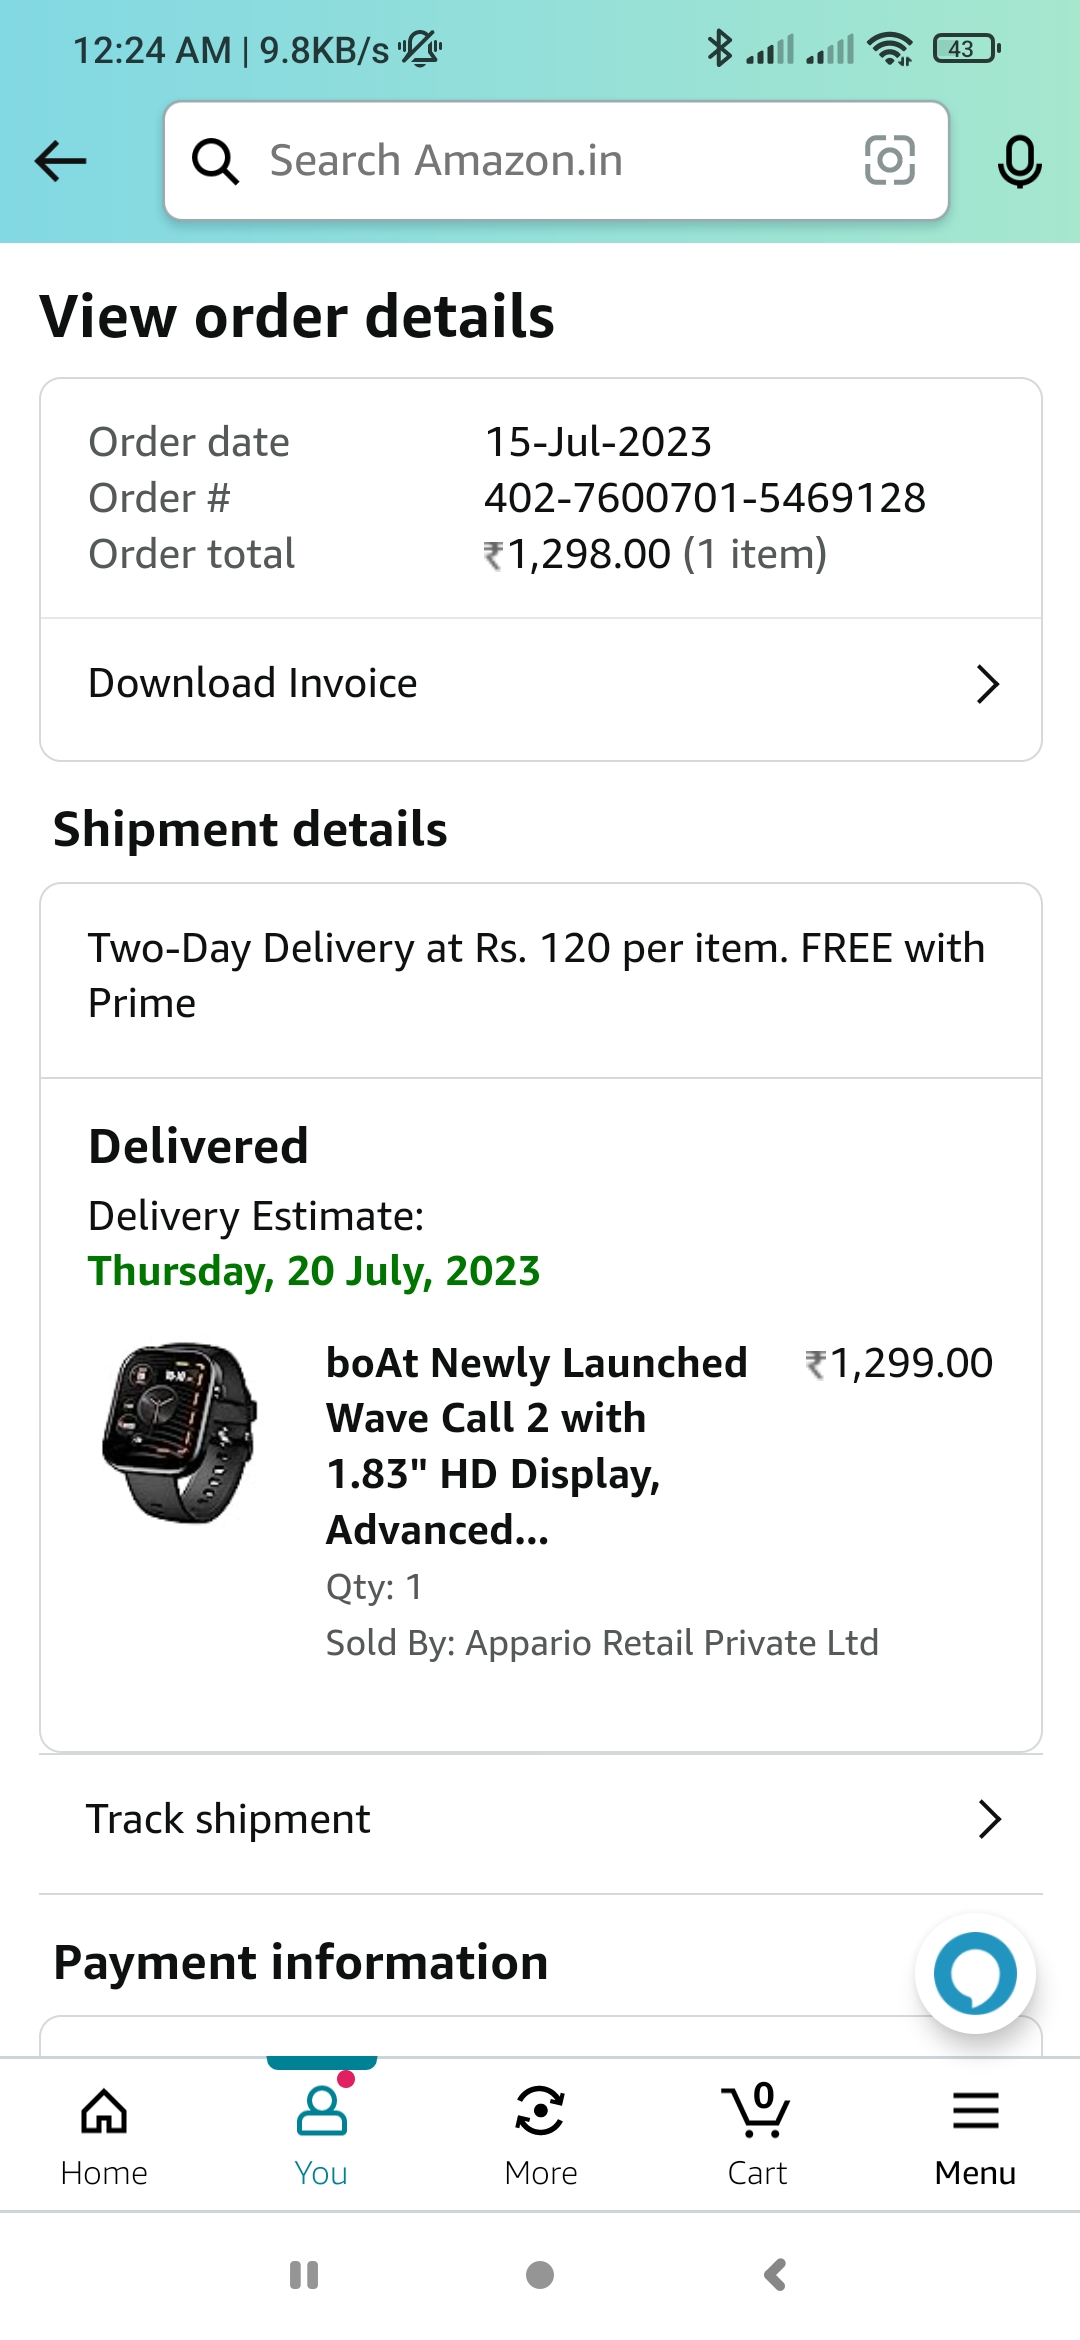 12:24 AM | 9.8KB/s
43
Search Amazon.in
View order details
Order date 15-Jul-2023
Order # 402-7600701-5469128
Order total ₹1,298.00 (1 item)
Download Invoice
Shipment details
Two-Day Delivery at Rs. 120 per item. FREE with
Prime
Delivered
Delivery Estimate:
Thursday, 20 July, 2023
boAt Newly Launched ₹1,299.00
Wave Call 2 with
1.83" HD Display,
Advanced...
Qty: 1
Sold By: Appario Retail Private Ltd
Track shipment
Payment information
0
Home You More Cart Menu